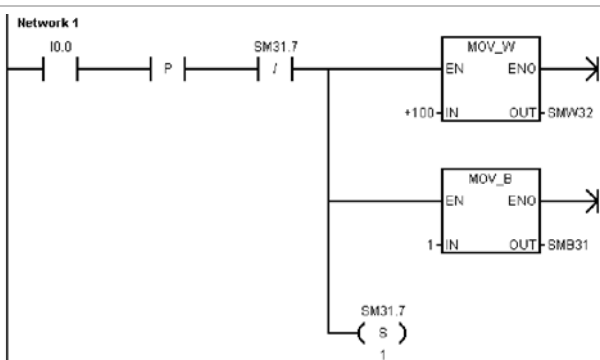 Network 1
I0.0
P
SM31.7
/
MOV_W
EN ENO
+100 IN OUT SMW32
MOV_B
EN ENO
1 IN OUT SMB31
SM31.7
S
1